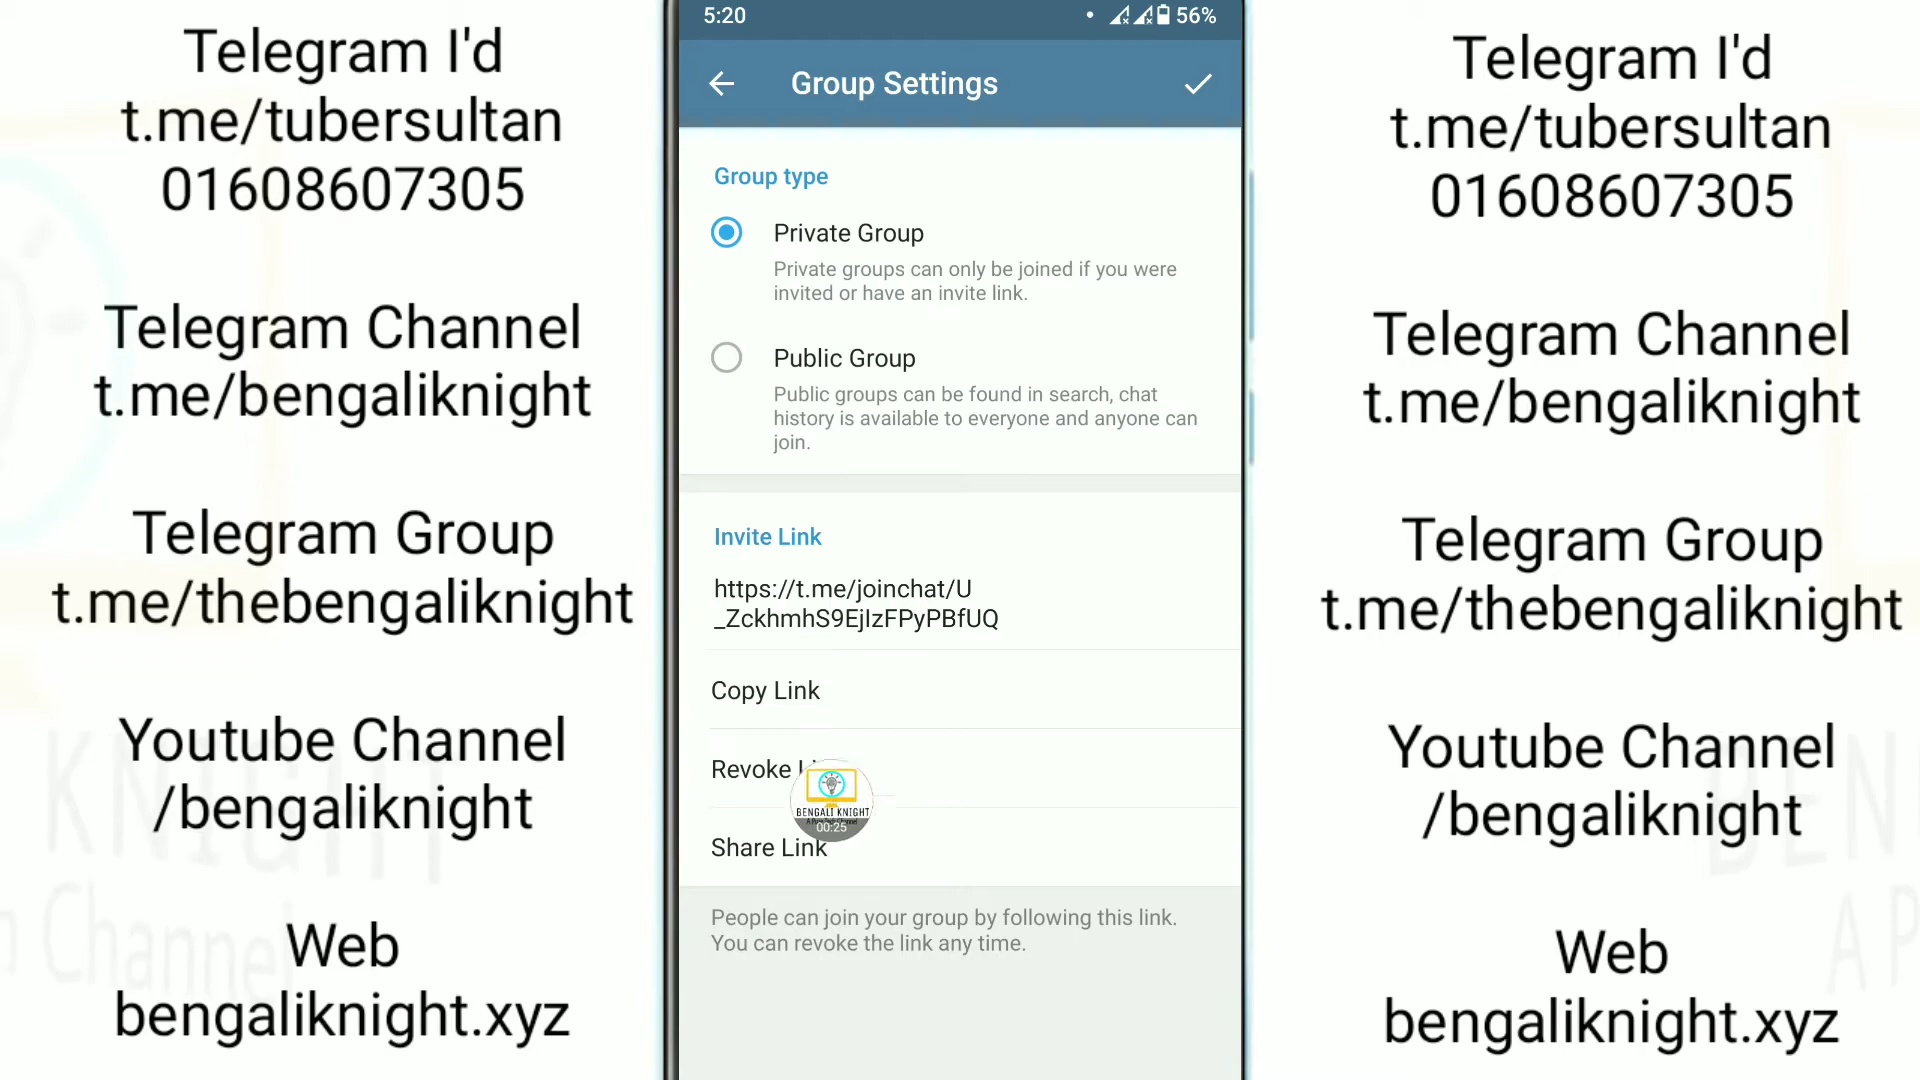 Telegram I'd
t.me/tubersultan
01608607305
Telegram Channel
t.me/bengaliknight
Telegram Group
t.me/thebengaliknight
Youtube Channel
/bengaliknight
Web
bengaliknight.xyz
KNIGHT
Channel
5:20
56%
Group Settings
Group type
Private Group
Private groups can only be joined if you were
invited or have an invite link.
Public Group
Public groups can be found in search, chat
history is available to everyone and anyone can
join.
Invite Link
https://t.me/joinchat/U
_ZckhmhS9EjIzFPyPBfUQ
Copy Link
Revoke
BENGALI KNIGHT
00:25
Share Link
People can join your group by following this link.
You can revoke the link any time.
Telegram I'd
t.me/tubersultan
01608607305
Telegram Channel
t.me/bengaliknight
Telegram Group
t.me/thebengaliknight
Youtube Channel
/bengaliknight
Web
bengaliknight.xyz
BEN
A P